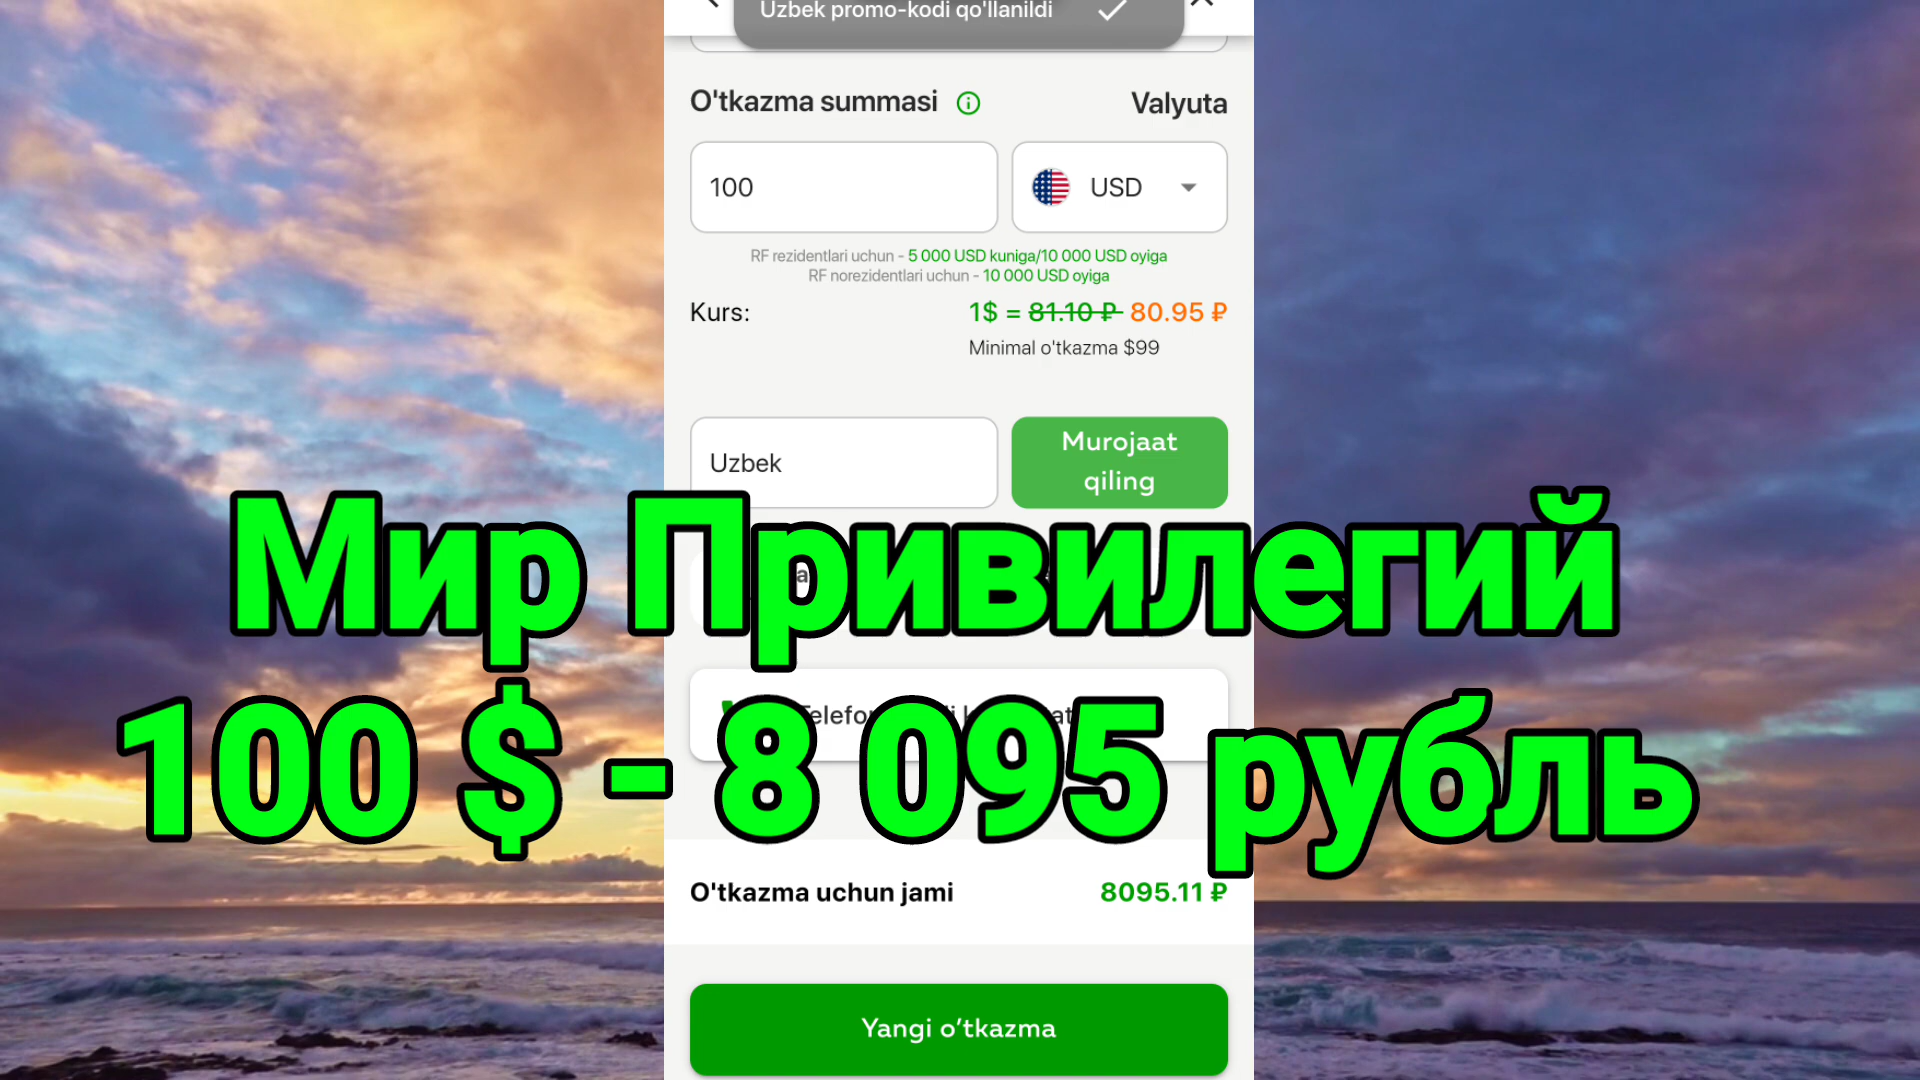 Uzbek promo-kodi qo'llanildi
O'tkazma summasi
Valyuta
100
USD
RF rezidentlari uchun - 5 000 USD kuniga/10 000 USD oyiga
RF norezidentlari uchun - 10 000 USD oyiga
Kurs:
1$ = 81.10 ₽ 80.95 ₽
Minimal o'tkazma $99
Uzbek
Murojaat
qiling
Мир Привилегий
100 $ - 8 095 рубль
O'tkazma uchun jami
8095.11 ₽
Yangi o‘tkazma